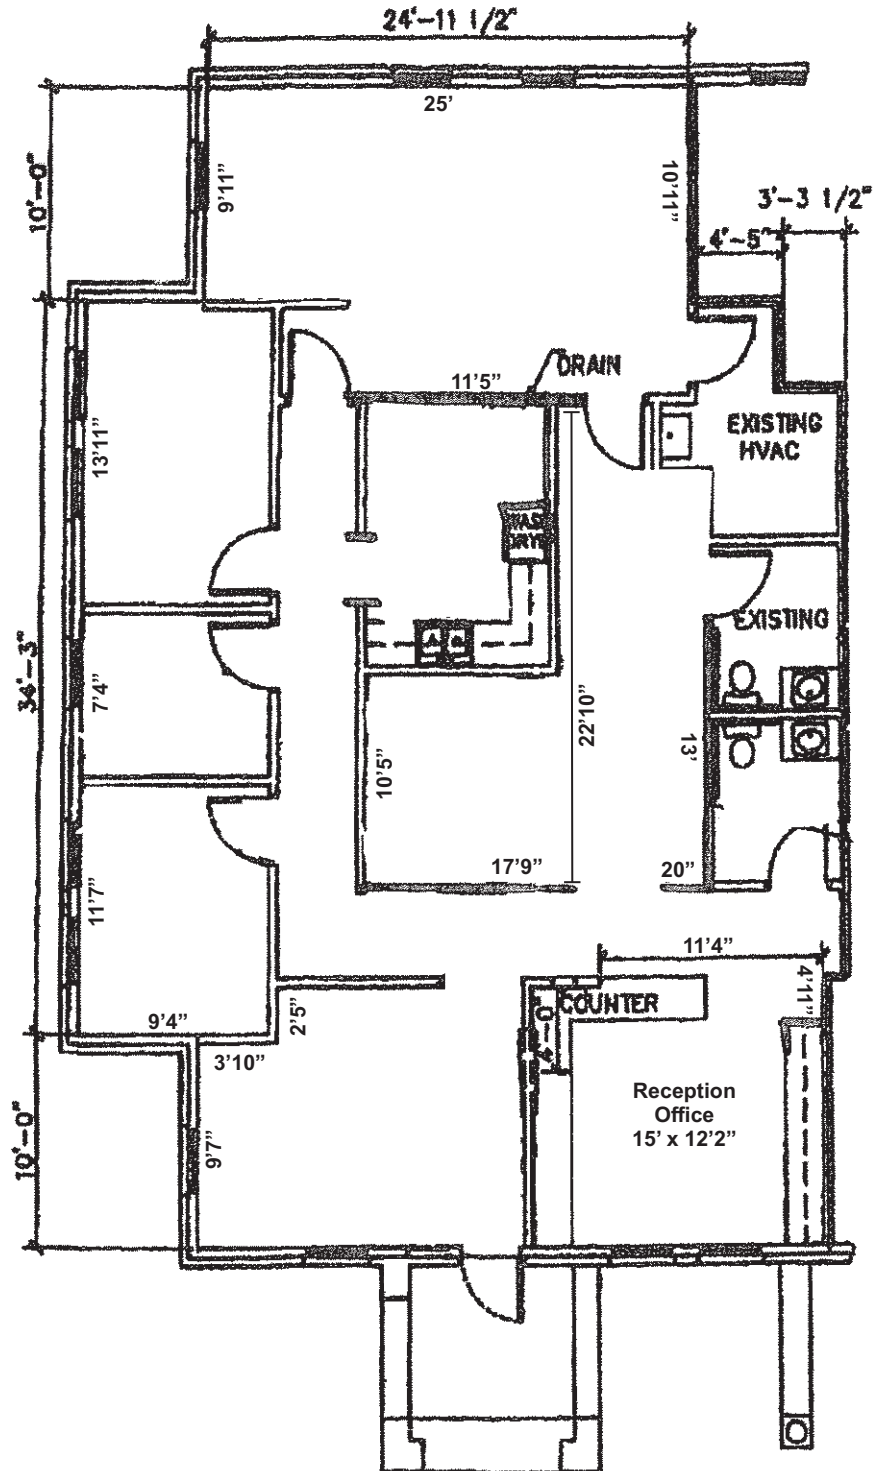 24'-11 1/2"
25'
10'-0"
9'11"
10'11"
3'-3 1/2"
4'-5"
DRAIN
11'5"
EXISTING
HVAC
13'11"
WASH
DRYE
EXISTING
34'-3"
7'4"
22'10"
13'
10'5"
17'9"
20"
11'7"
11'4"
4'11"
COUNTER
9'4"
2'5"
3'10"
Reception
Office
15' x 12'2"
10'-0"
9'7"